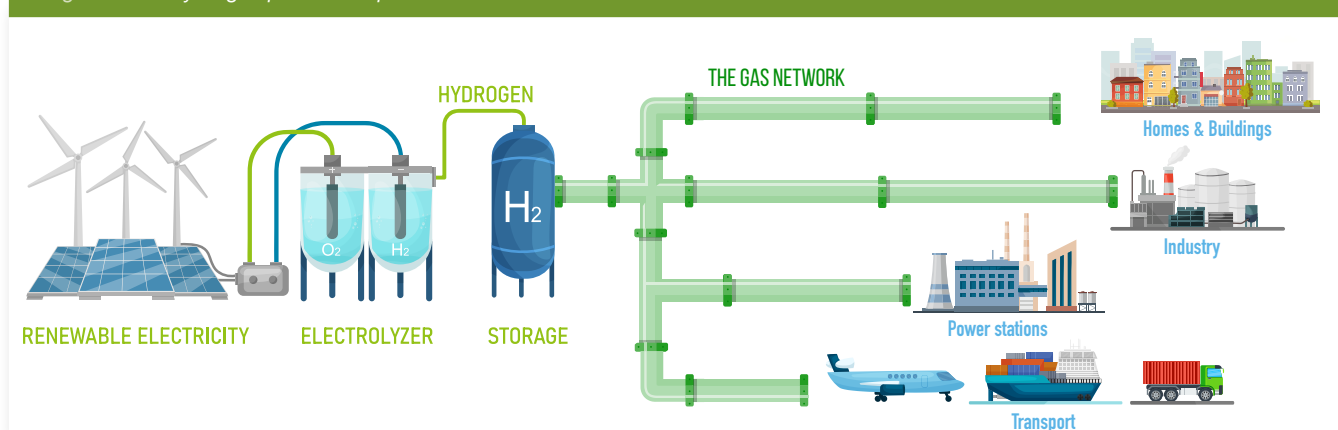 HYDROGEN
THE GAS NETWORK
Homes & Buildings
+
−
O2
H2
H2
Industry
RENEWABLE ELECTRICITY
ELECTROLYZER
STORAGE
Power stations
Transport